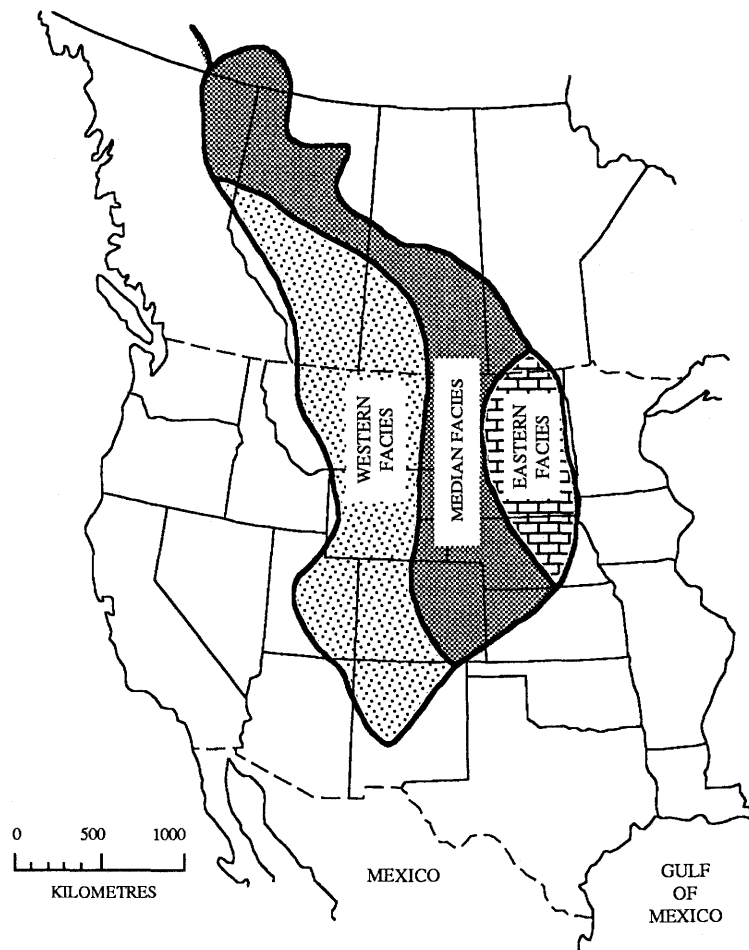 WESTERN
FACIES
MEDIAN FACIES
EASTERN
FACIES
0 500 1000
KILOMETRES
MEXICO
GULF
OF
MEXICO